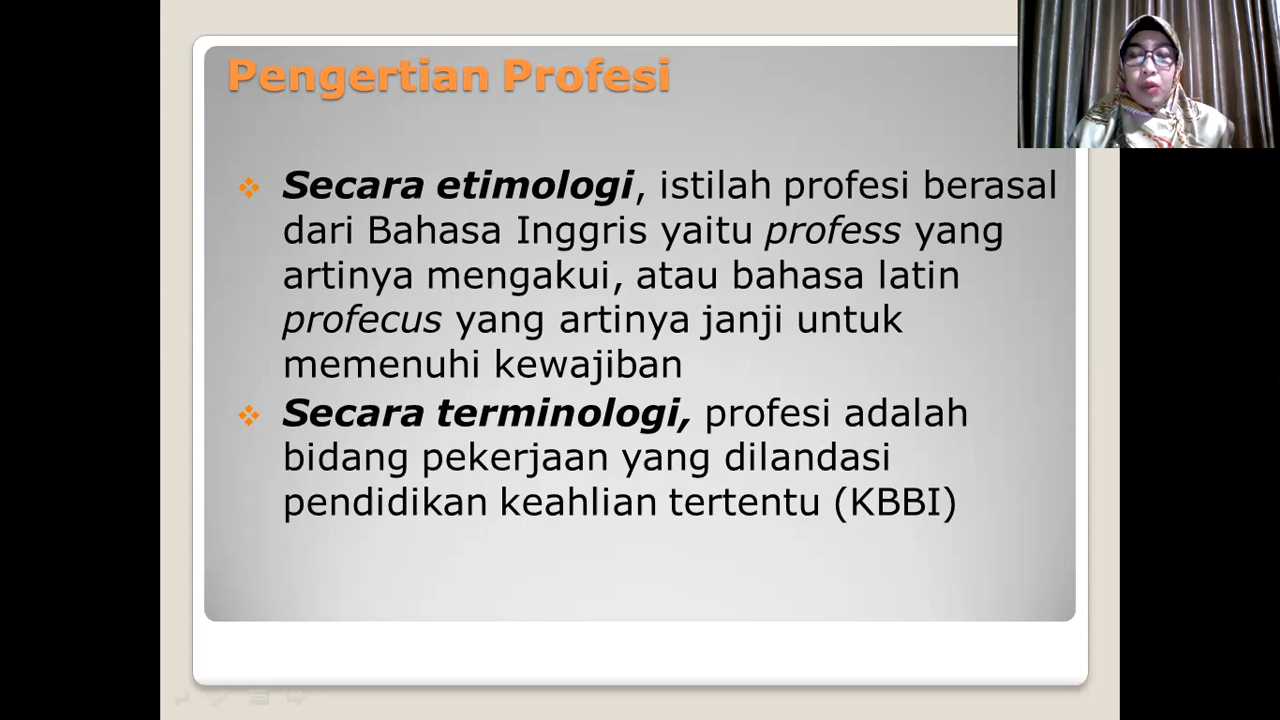 Pengertian Profesi
Secara etimologi, istilah profesi berasal
dari Bahasa Inggris yaitu profess yang
artinya mengakui, atau bahasa latin
profecus yang artinya janji untuk
memenuhi kewajiban
Secara terminologi, profesi adalah
bidang pekerjaan yang dilandasi
pendidikan keahlian tertentu (KBBI)